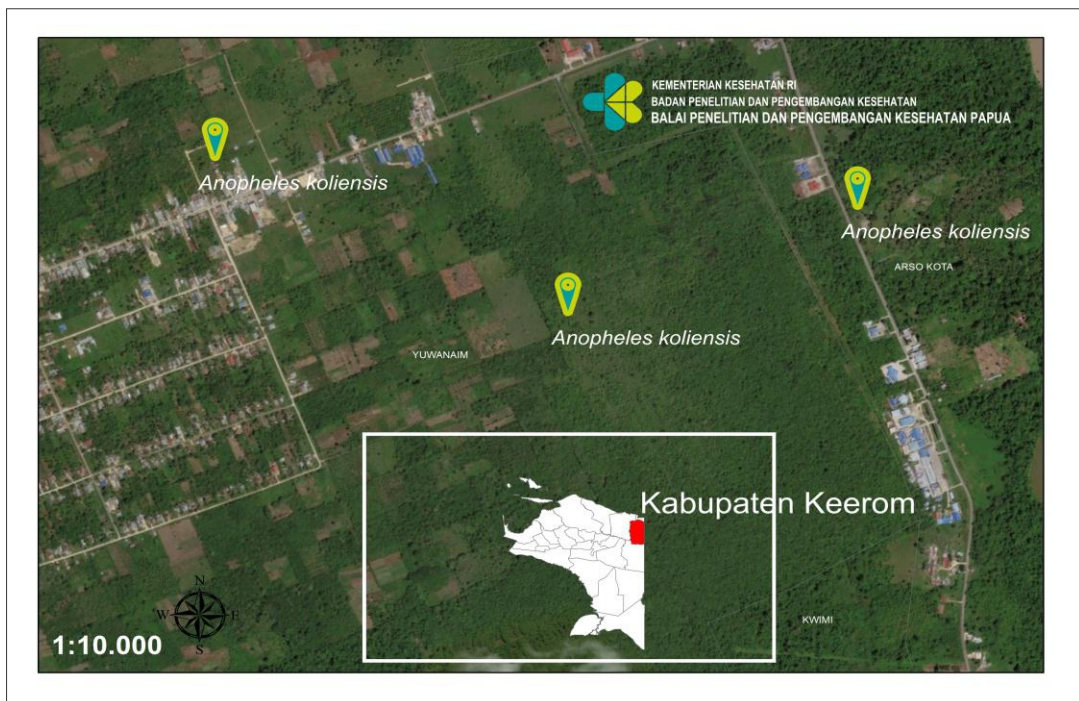 KEMENTERIAN KESEHATAN RI
BADAN PENELITIAN DAN PENGEMBANGAN KESEHATAN
BALAI PENELITIAN DAN PENGEMBANGAN KESEHATAN PAPUA
Anopheles koliensis
Anopheles koliensis
ARSO KOTA
Anopheles koliensis
YUWANAIM
Kabupaten Keerom
N
W
E
S
KWIMI
1:10.000